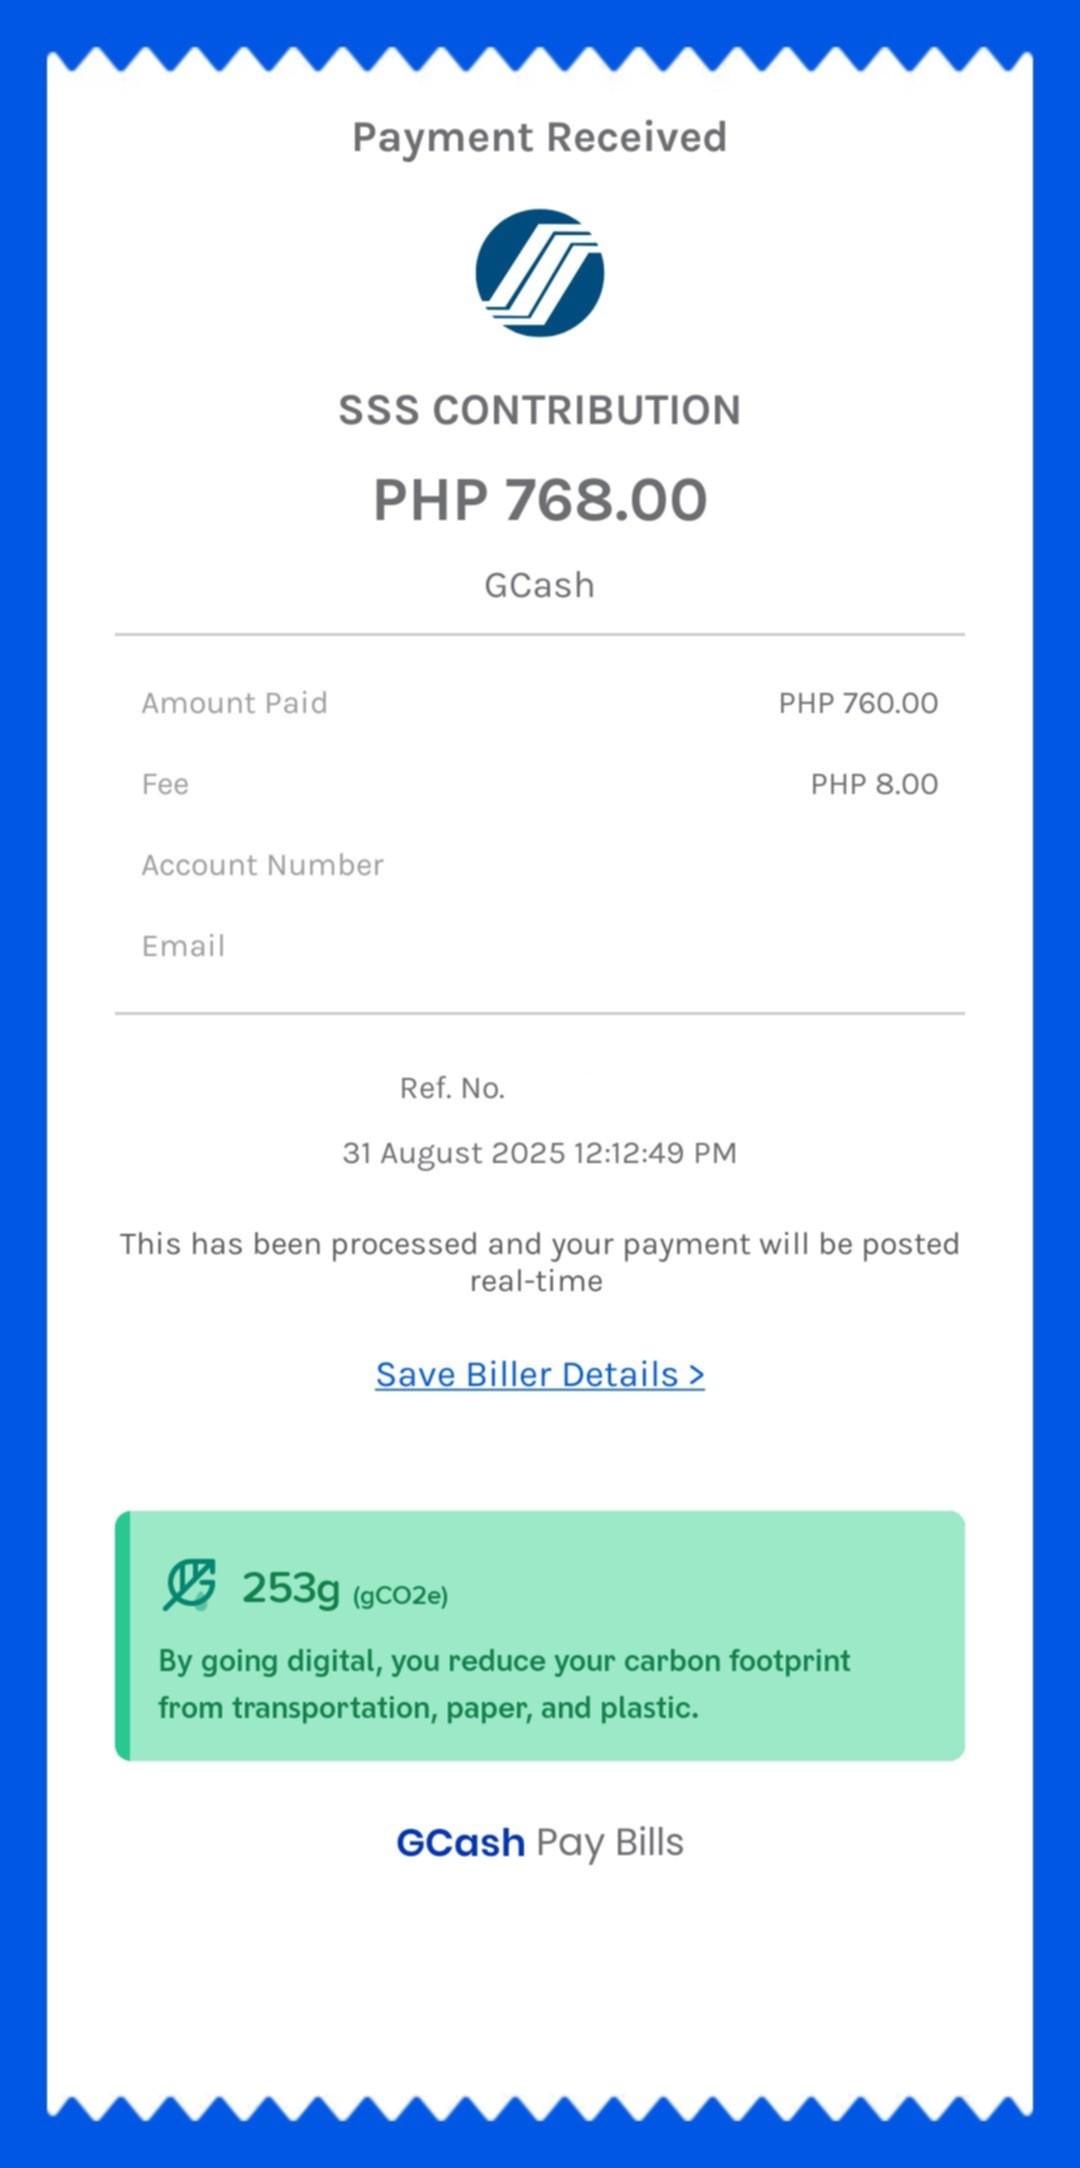 Payment Received
SSS CONTRIBUTION
PHP 768.00
GCash
Amount Paid PHP 760.00
Fee PHP 8.00
Account Number
Email
Ref. No.
31 August 2025 12:12:49 PM
This has been processed and your payment will be posted
real-time
Save Biller Details >
253g (gCO2e)
By going digital, you reduce your carbon footprint
from transportation, paper, and plastic.
GCash Pay Bills